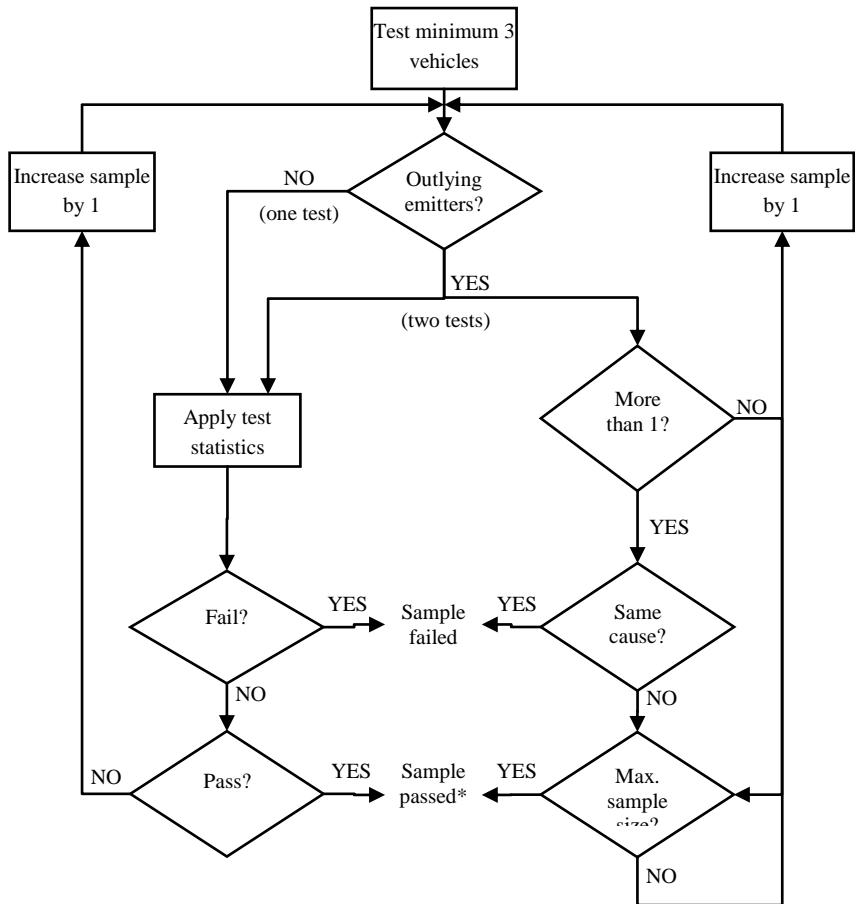 Test minimum 3
vehicles
Increase sample
by 1
NO
(one test)
Outlying
emitters?
Increase sample
by 1
YES
(two tests)
Apply test
statistics
More
than 1?
NO
YES
Fail?
YES
Sample
failed
YES
Same
cause?
NO
NO
NO
Pass?
YES
Sample
passed*
YES
Max.
sample
size?
NO